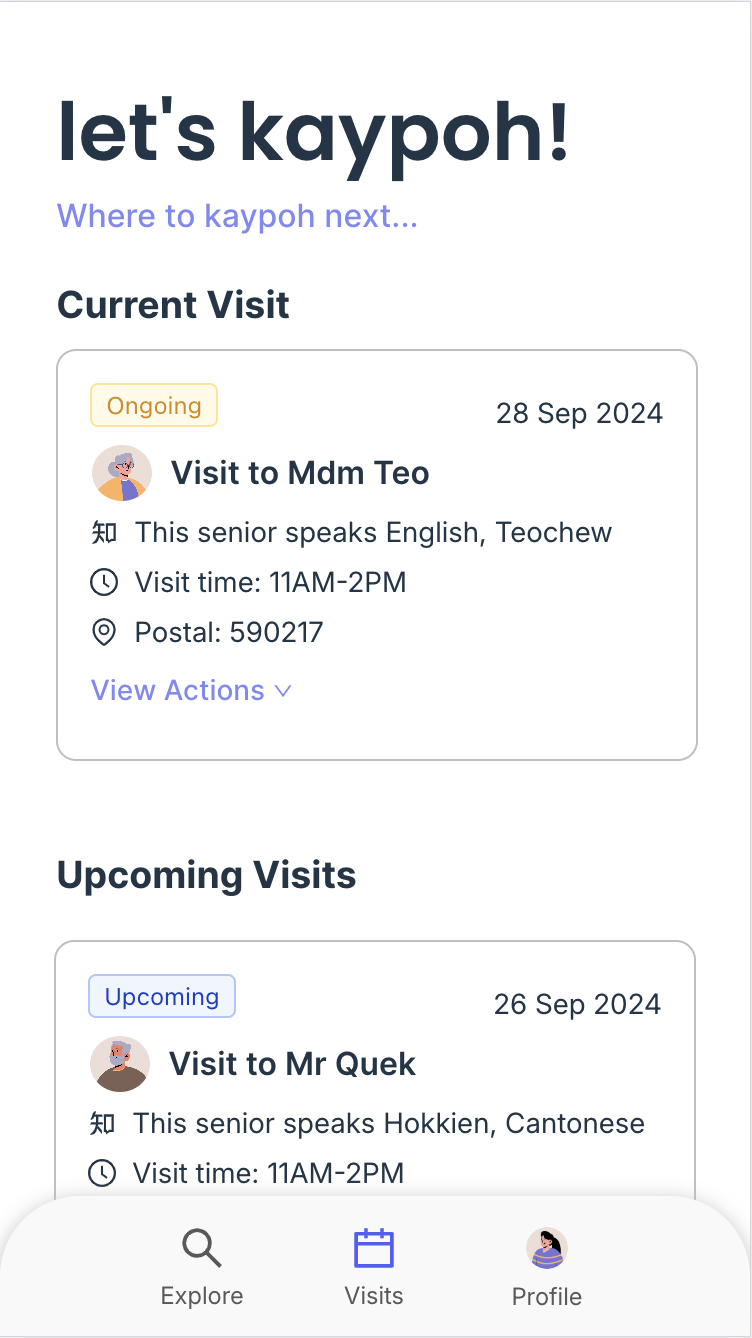 let's kaypoh!
Where to kaypoh next...
Current Visit
Ongoing
28 Sep 2024
Visit to Mdm Teo
知 This senior speaks English, Teochew
Visit time: 11AM-2PM
Postal: 590217
View Actions
Upcoming Visits
Upcoming
26 Sep 2024
Visit to Mr Quek
知 This senior speaks Hokkien, Cantonese
Visit time: 11AM-2PM
Explore
Visits
Profile